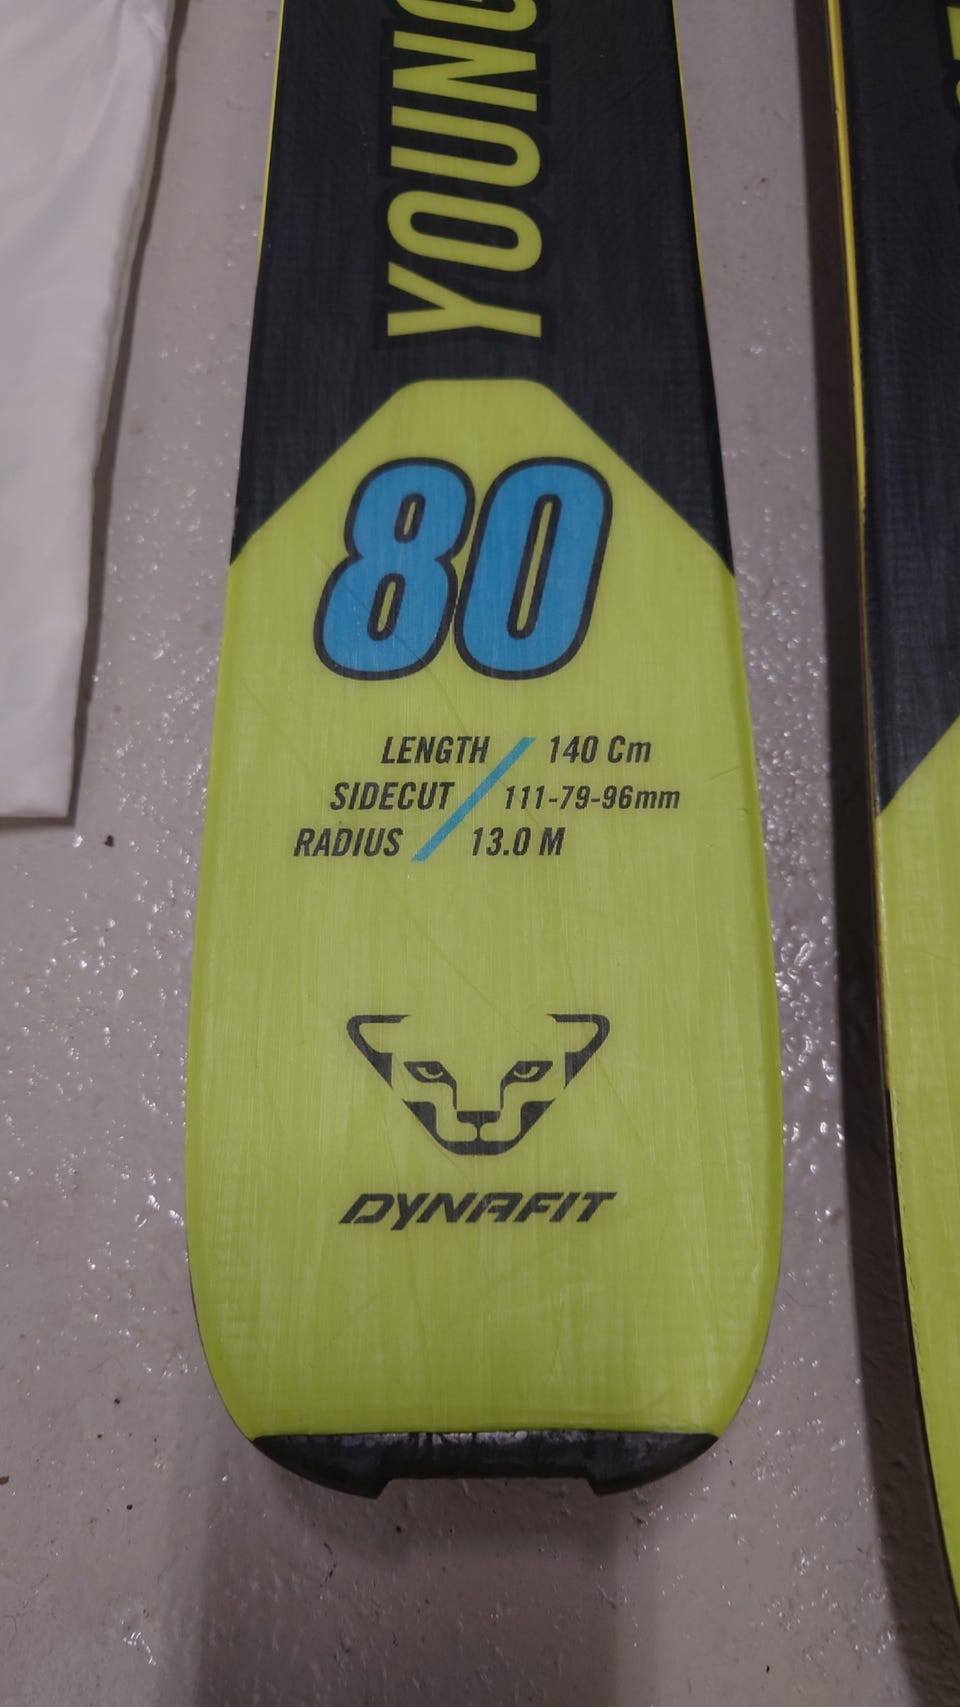 YOUNG
80
LENGTH / 140 Cm
SIDECUT / 111-79-96mm
RADIUS / 13.0 M
DYNAFIT